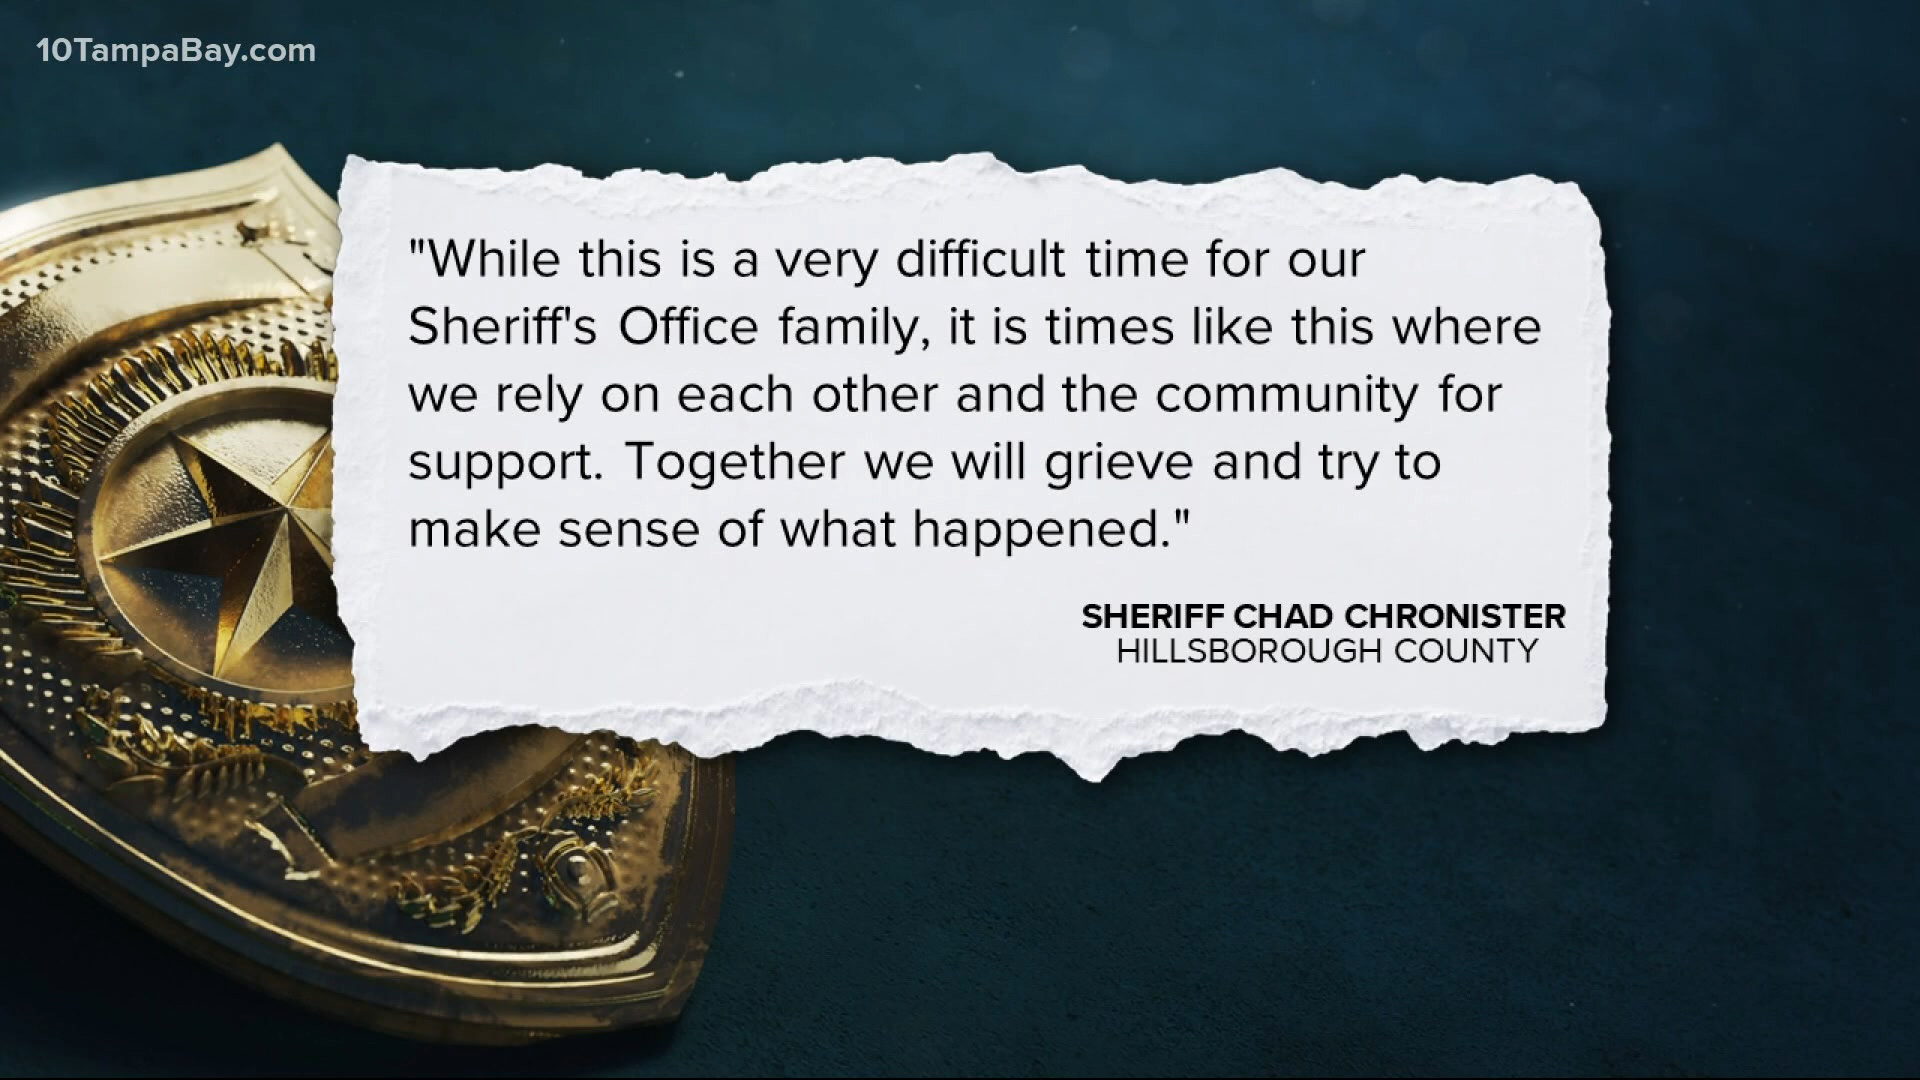 10TampaBay.com
"While this is a very difficult time for our
Sheriff's Office family, it is times like this where
we rely on each other and the community for
support. Together we will grieve and try to
make sense of what happened."
SHERIFF CHAD CHRONISTER
HILLSBOROUGH COUNTY